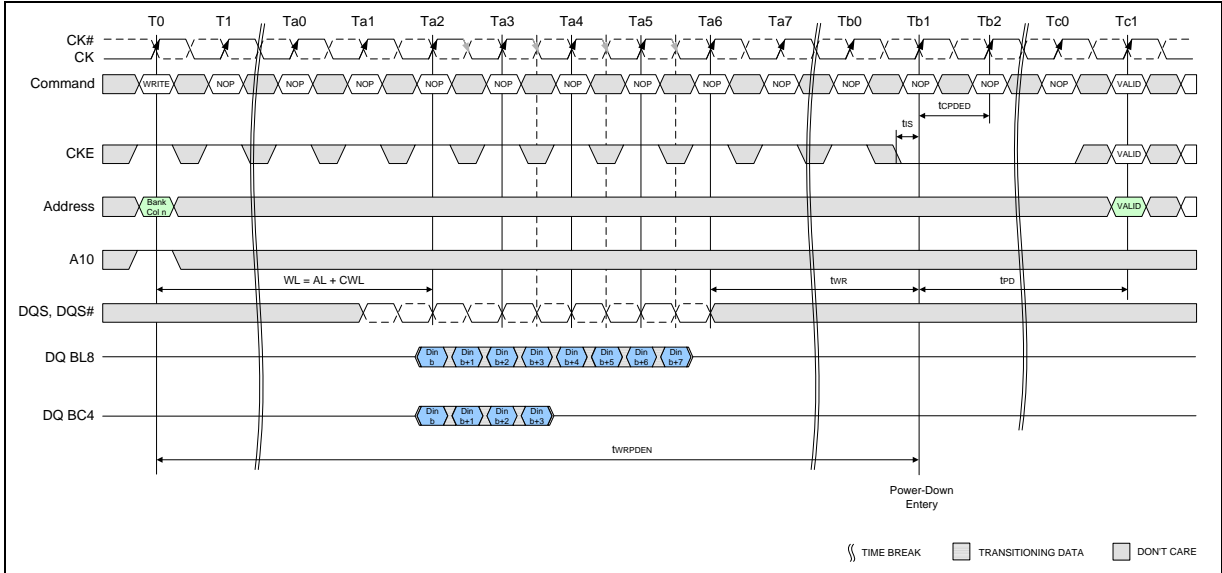 T0 T1 Ta0 Ta1 Ta2 Ta3 Ta4 Ta5 Ta6 Ta7 Tb0 Tb1 Tb2 Tc0 Tc1
CK#
CK
Command WRITE NOP NOP NOP NOP NOP NOP NOP NOP NOP NOP NOP NOP NOP VALID
tCPDED
tIS
CKE VALID
Address Bank Col n VALID
A10
WL = AL + CWL tWR tPD
DQS, DQS#
DQ BL8 Din b Din b+1 Din b+2 Din b+3 Din b+4 Din b+5 Din b+6 Din b+7
DQ BC4 Din b Din b+1 Din b+2 Din b+3
tWRPDEN
Power-Down
Entery
TIME BREAK TRANSITIONING DATA DON'T CARE